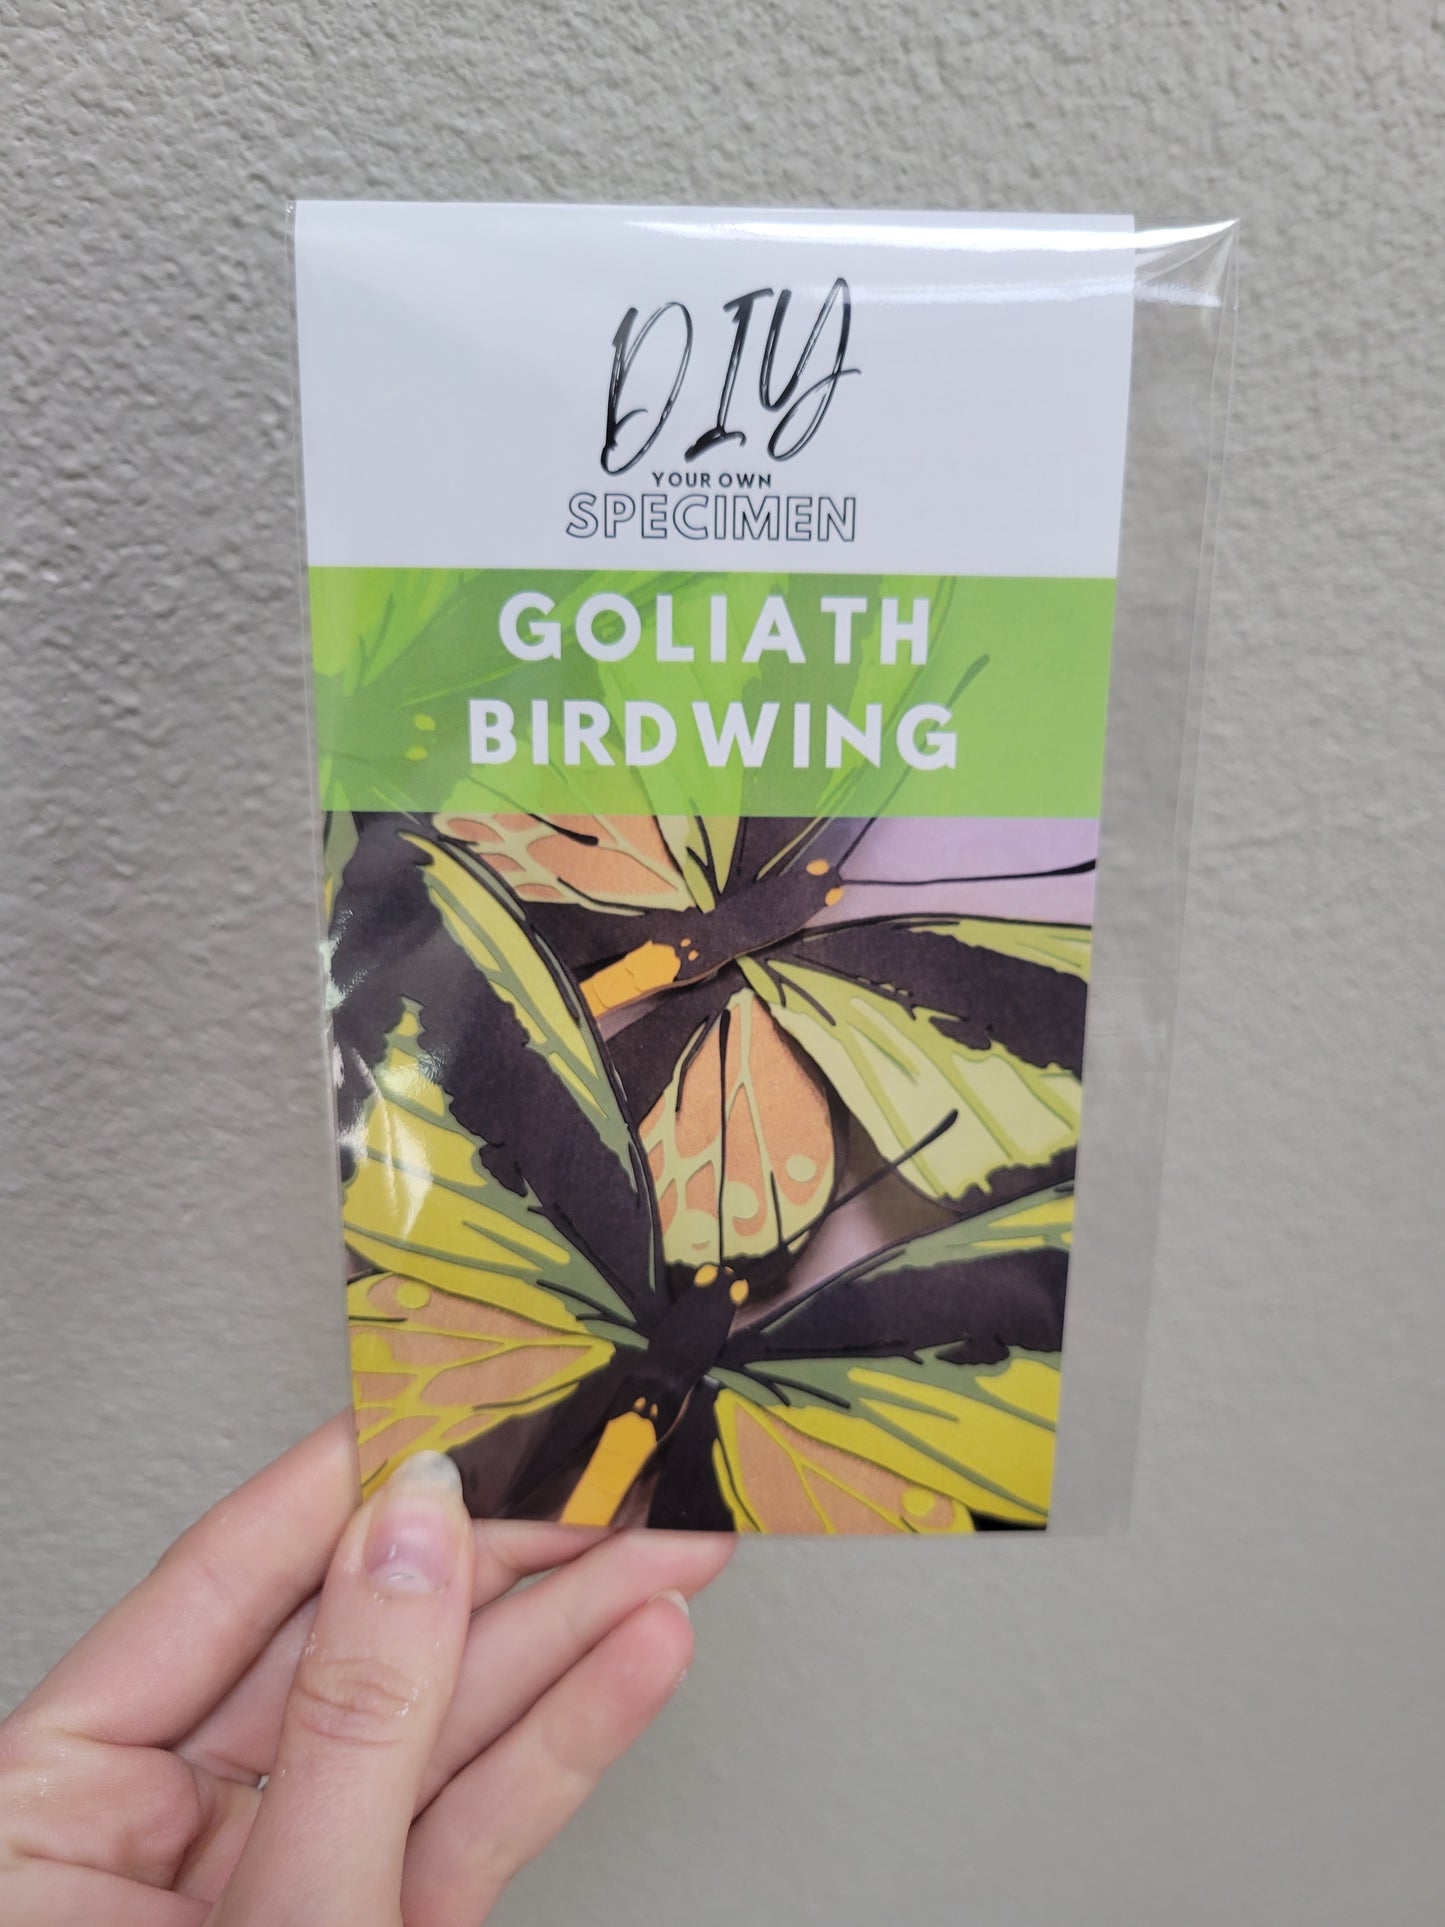 DIY
YOUR OWN
SPECIMEN
GOLIATH
BIRDWING